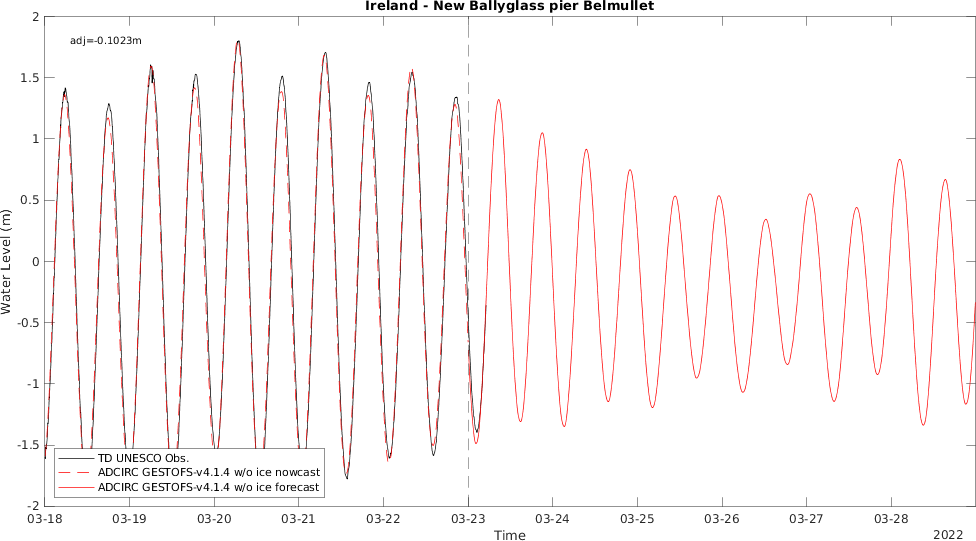 Ireland - New Ballyglass pier Belmullet
adj=-0.1023m
2
1.5
1
0.5
0
-0.5
-1
-1.5
-2
Water Level (m)
TD UNESCO Obs.
ADCIRC GESTOFS-v4.1.4 w/o ice nowcast
ADCIRC GESTOFS-v4.1.4 w/o ice forecast
03-18 03-19 03-20 03-21 03-22 03-23 03-24 03-25 03-26 03-27 03-28
Time
2022